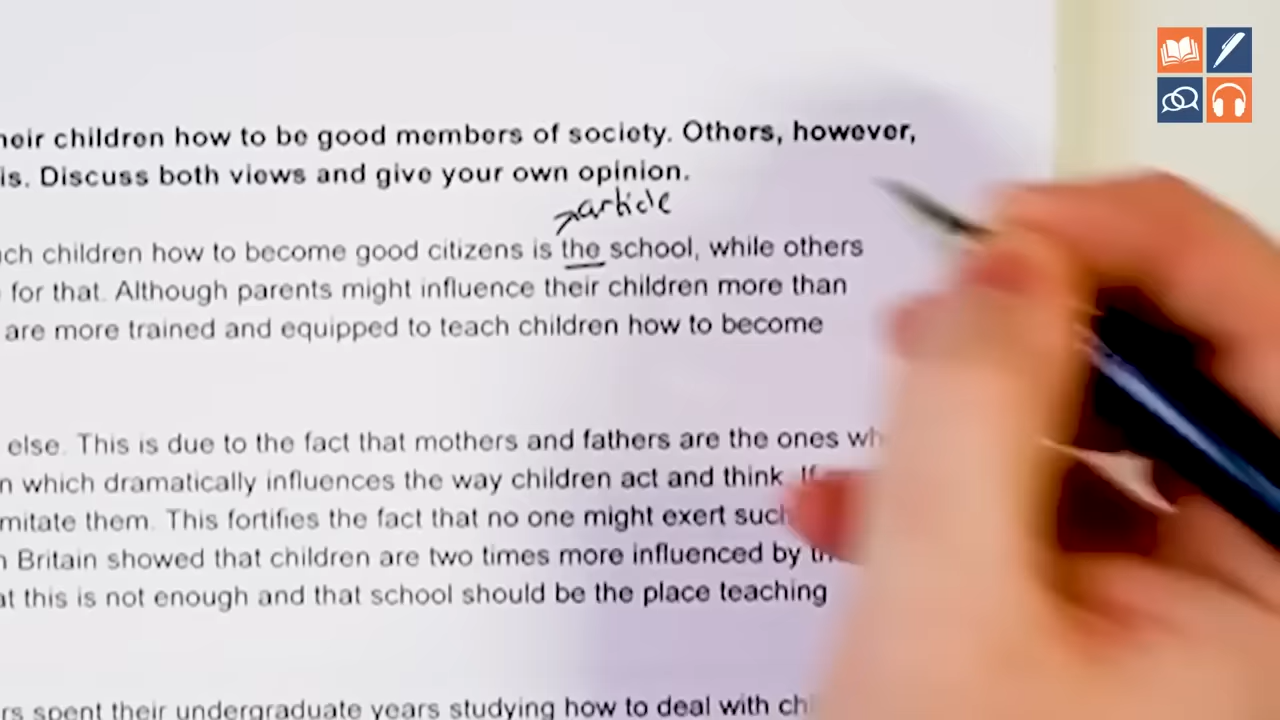 heir children how to be good members of society. Others, however,
is. Discuss both views and give your own opinion.
article
ch children how to become good citizens is the school, while others
for that. Although parents might influence their children more than
are more trained and equipped to teach children how to become
else. This is due to the fact that mothers and fathers are the ones wh
n which dramatically influences the way children act and think. If
mitate them. This fortifies the fact that no one might exert such
n Britain showed that children are two times more influenced by
at this is not enough and that school should be the place teaching
rs spent their undergraduate years studying how to deal with chi